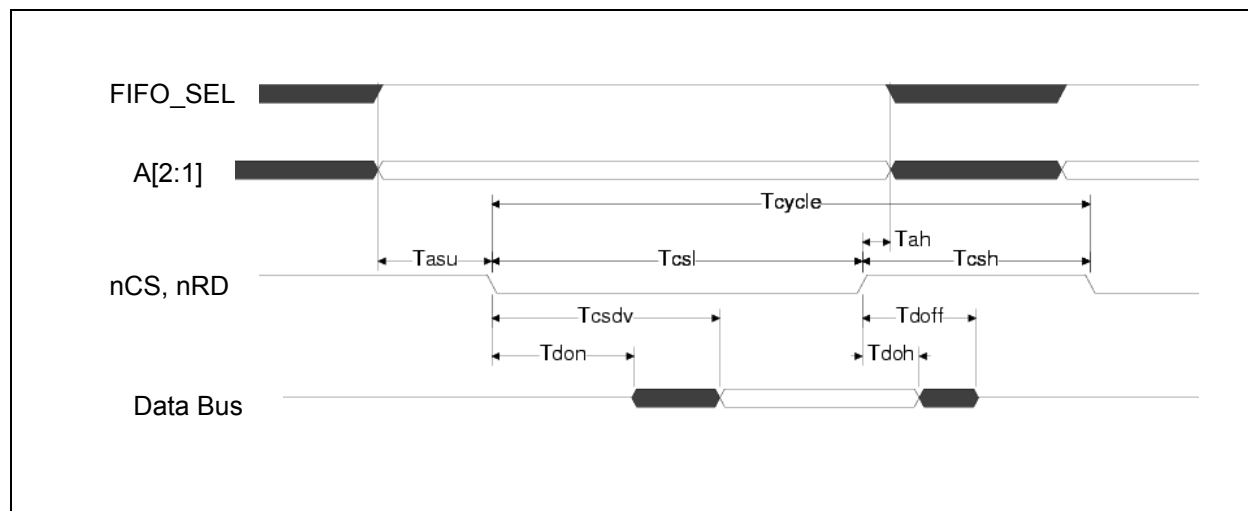 FIFO_SEL
A[2:1]
Tcycle
Tah
Tasu
Tcsl
Tcsh
nCS, nRD
Tcsdv
Tdoff
Tdon
Tdoh
Data Bus